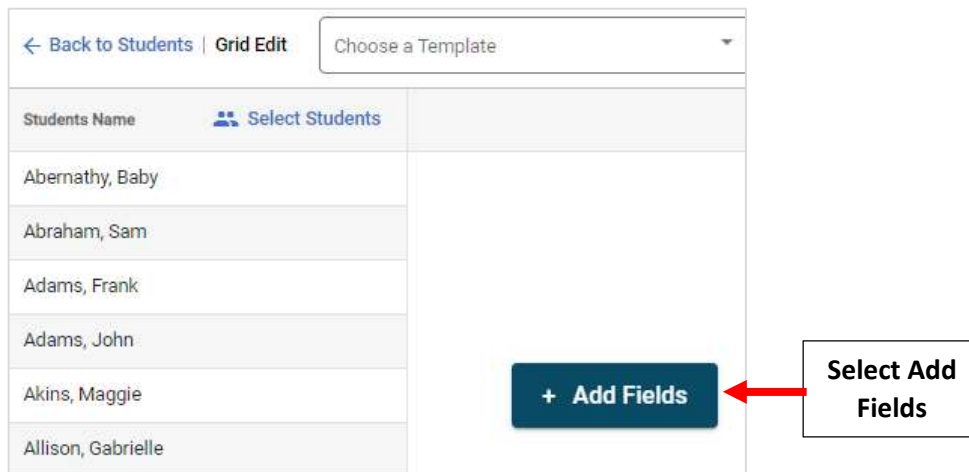 ← Back to Students | Grid Edit Choose a Template
Students Name Select Students
Abernathy, Baby
Abraham, Sam
Adams, Frank
Adams, John
Akins, Maggie
Allison, Gabrielle
+ Add Fields
Select Add
Fields